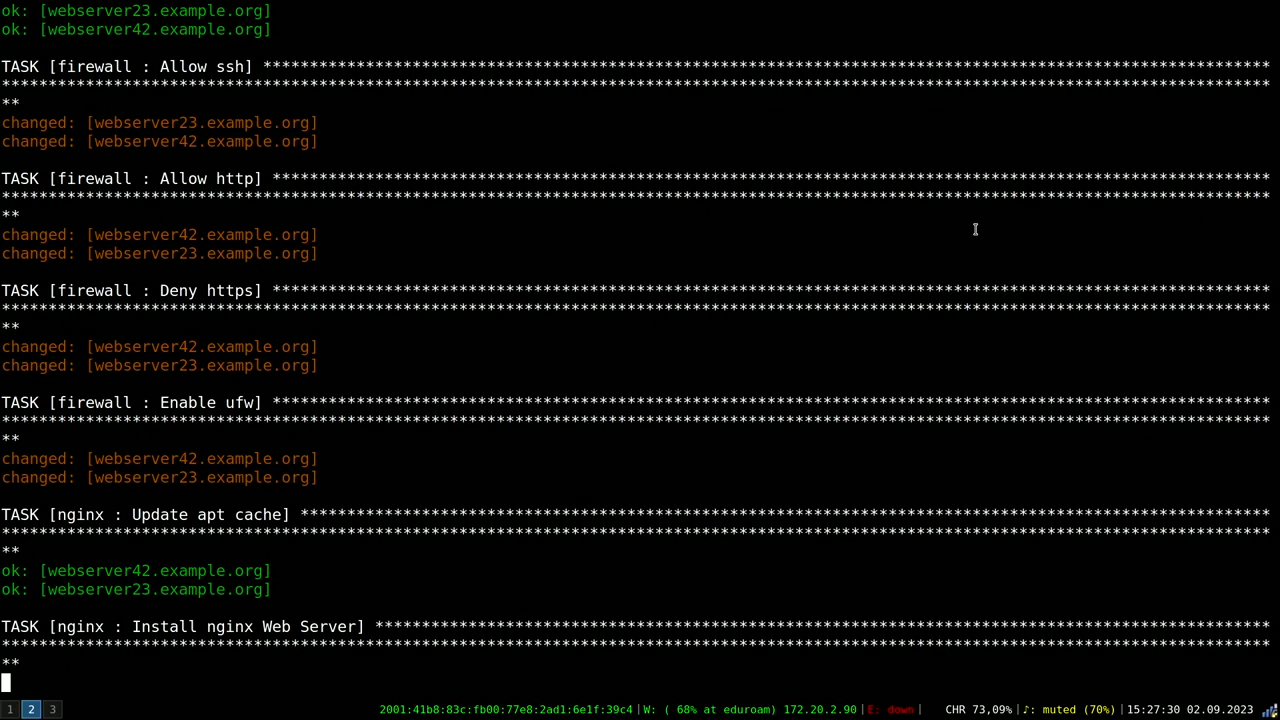 ok: [webserver23.example.org]
ok: [webserver42.example.org]
TASK [firewall : Allow ssh] ***********************************************************************************************************
***************************************************************************************************************************************
**
changed: [webserver23.example.org]
changed: [webserver42.example.org]
TASK [firewall : Allow http] **********************************************************************************************************
***************************************************************************************************************************************
**
changed: [webserver42.example.org]
changed: [webserver23.example.org]
TASK [firewall : Deny https] **********************************************************************************************************
***************************************************************************************************************************************
**
changed: [webserver42.example.org]
changed: [webserver23.example.org]
TASK [firewall : Enable ufw] **********************************************************************************************************
***************************************************************************************************************************************
**
changed: [webserver42.example.org]
changed: [webserver23.example.org]
TASK [nginx : Update apt cache] *******************************************************************************************************
***************************************************************************************************************************************
**
ok: [webserver42.example.org]
ok: [webserver23.example.org]
TASK [nginx : Install nginx Web Server] ***********************************************************************************************
***************************************************************************************************************************************
**
1 2 3 2001:41b8:83c:fb00:77e8:2ad1:6e1f:39c4|W: ( 68% at eduroam) 172.20.2.90|E: down| CHR 73,09%|♪: muted (70%)|15:27:30 02.09.2023